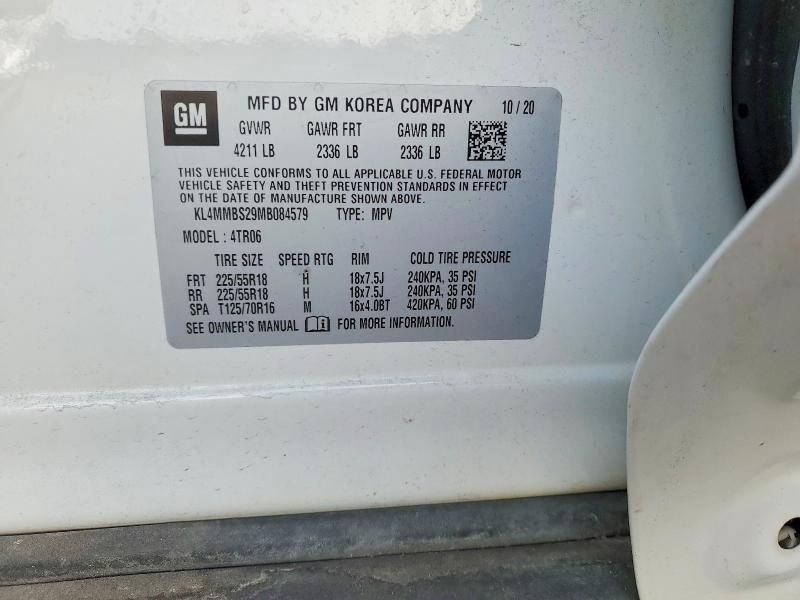 GM MFD BY GM KOREA COMPANY 10/20
GVWR GAWR FRT GAWR RR
4211 LB 2336 LB 2336 LB
THIS VEHICLE CONFORMS TO ALL APPLICABLE U.S. FEDERAL MOTOR
VEHICLE SAFETY AND THEFT PREVENTION STANDARDS IN EFFECT
ON THE DATE OF MANUFACTURE SHOWN ABOVE.
KL4MMBS29MB084579 TYPE: MPV
MODEL : 4TR06
TIRE SIZE SPEED RTG RIM COLD TIRE PRESSURE
FRT 225/55R18 H 18x7.5J 240KPA, 35 PSI
RR 225/55R18 H 18x7.5J 240KPA, 35 PSI
SPA T125/70R16 M 16x4.0BT 420KPA, 60 PSI
SEE OWNER'S MANUAL FOR MORE INFORMATION.